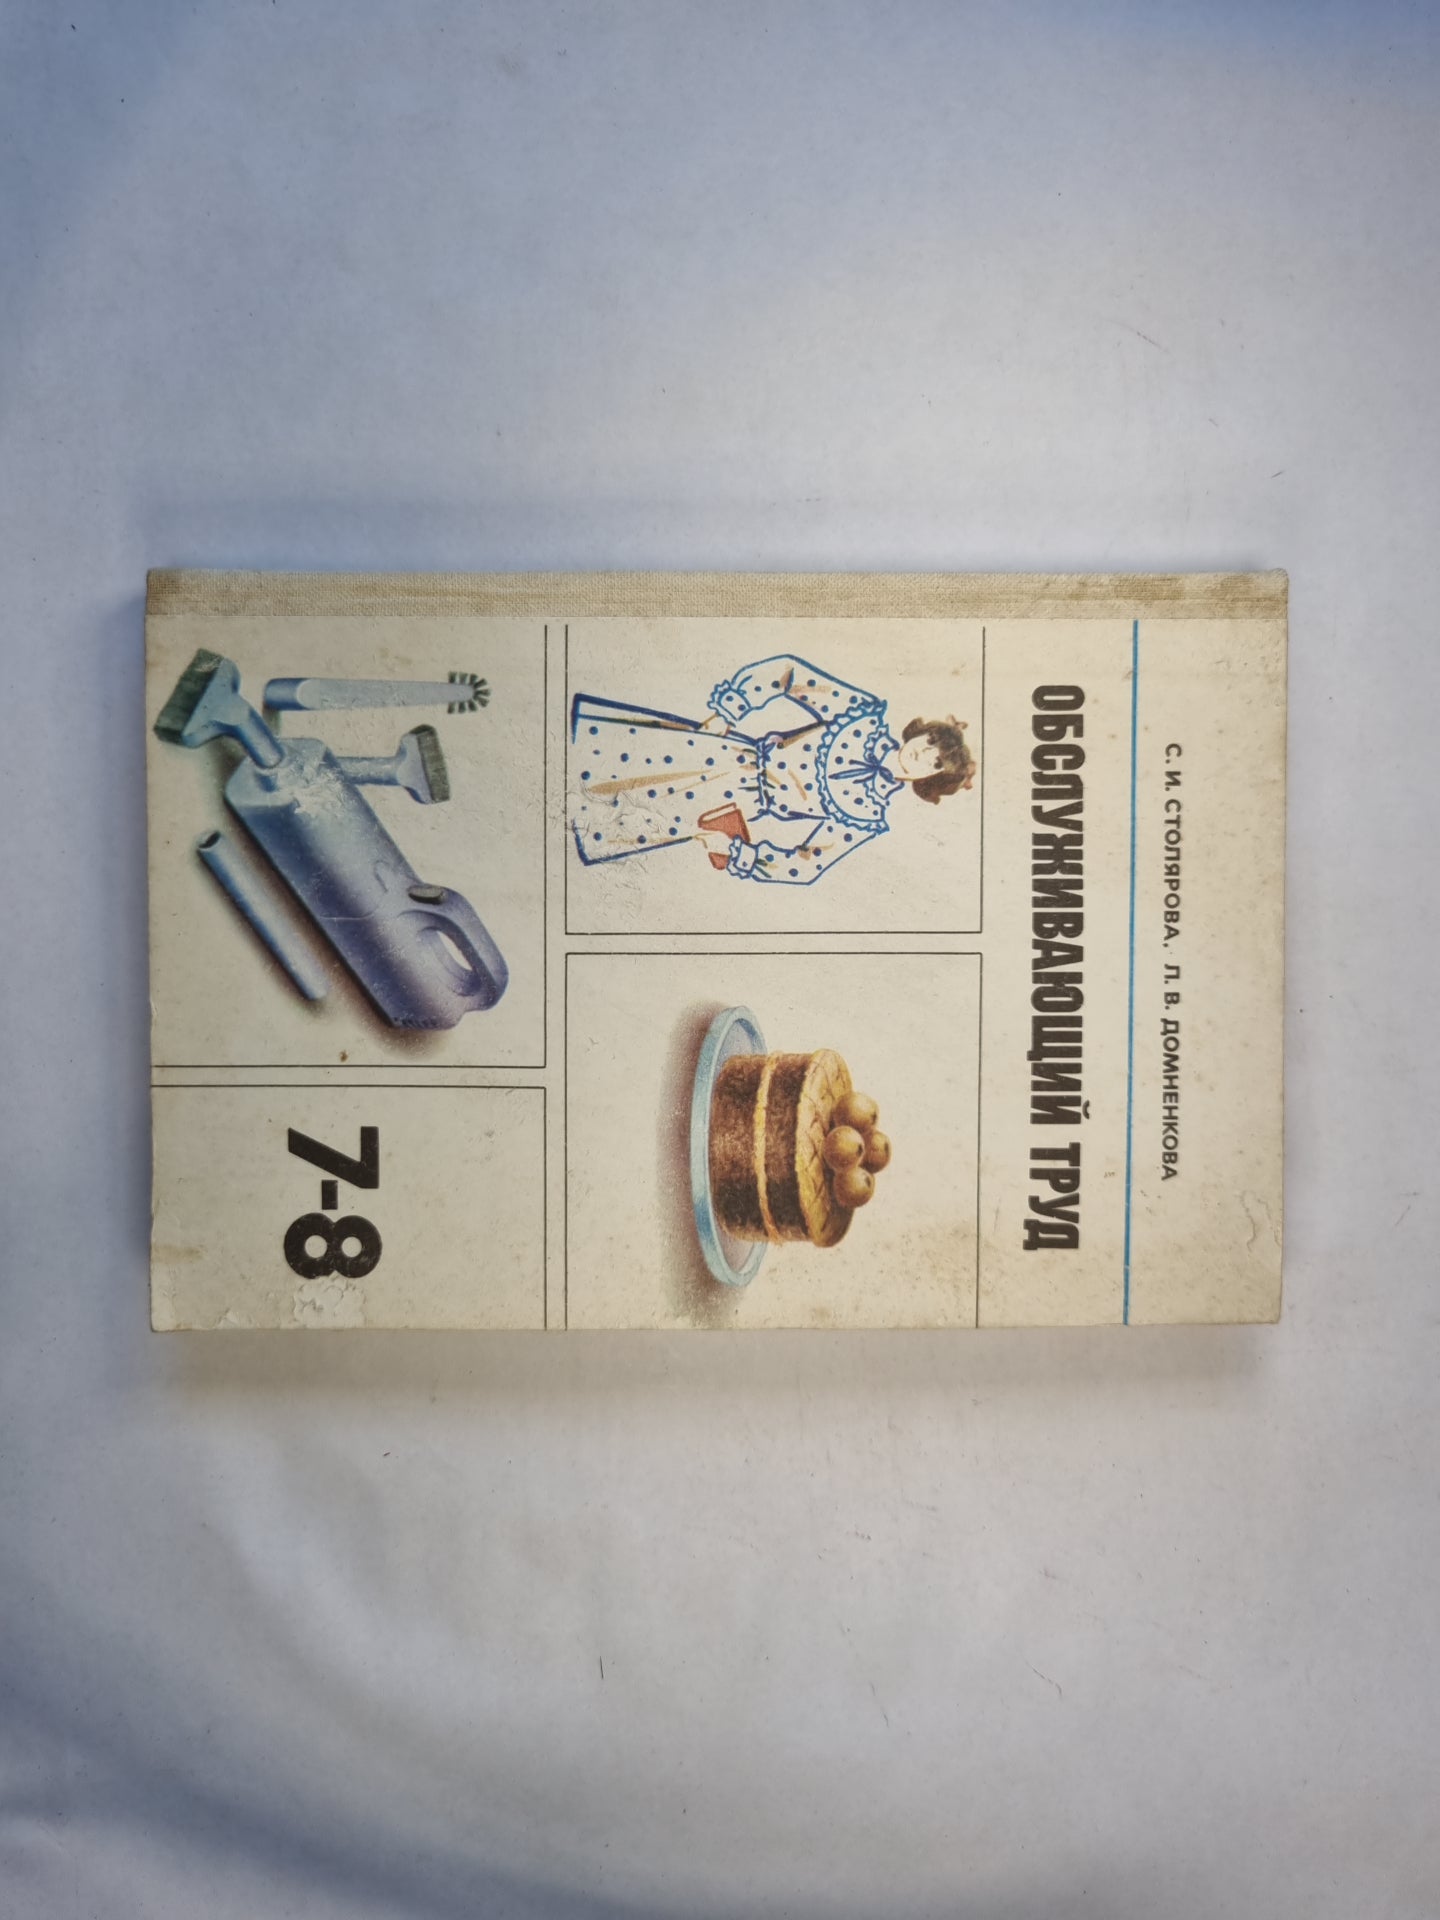 С. И. СТОЛЯРОВА, Л. В. ДОМНЕНКОВА
ОБСЛУЖИВАЮЩИЙ ТРУД
7-8